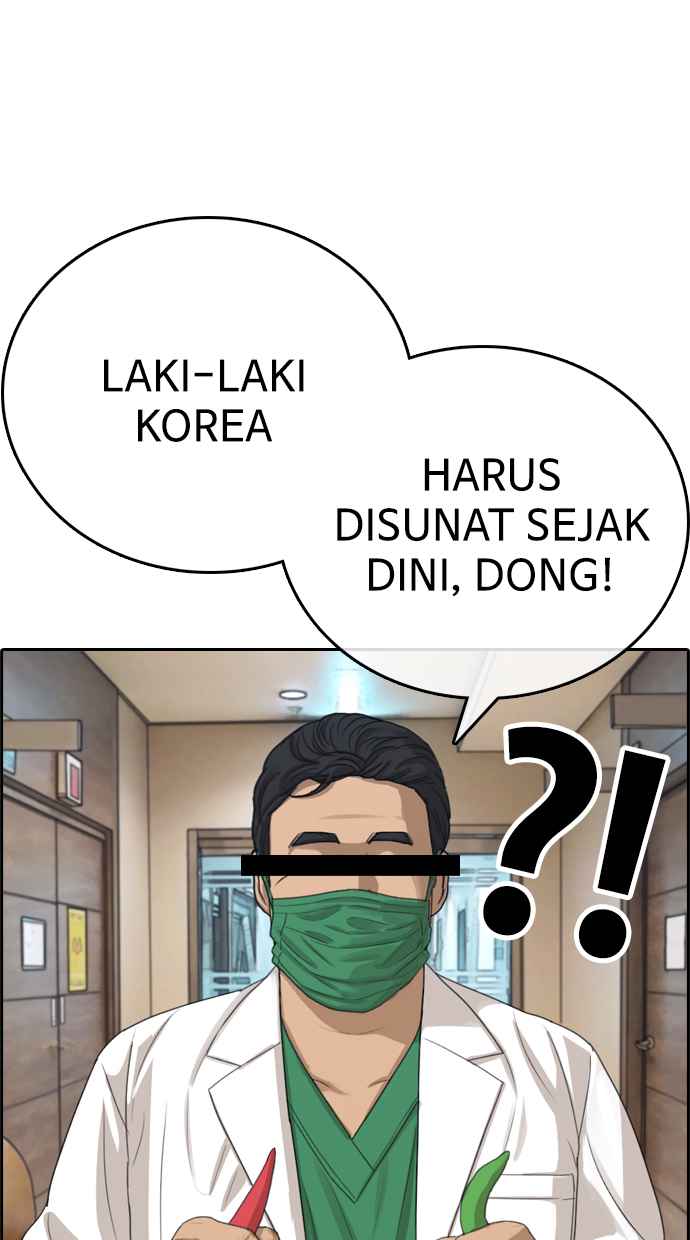 LAKI-LAKI
KOREA
HARUS
DISUNAT SEJAK
DINI, DONG!
?!